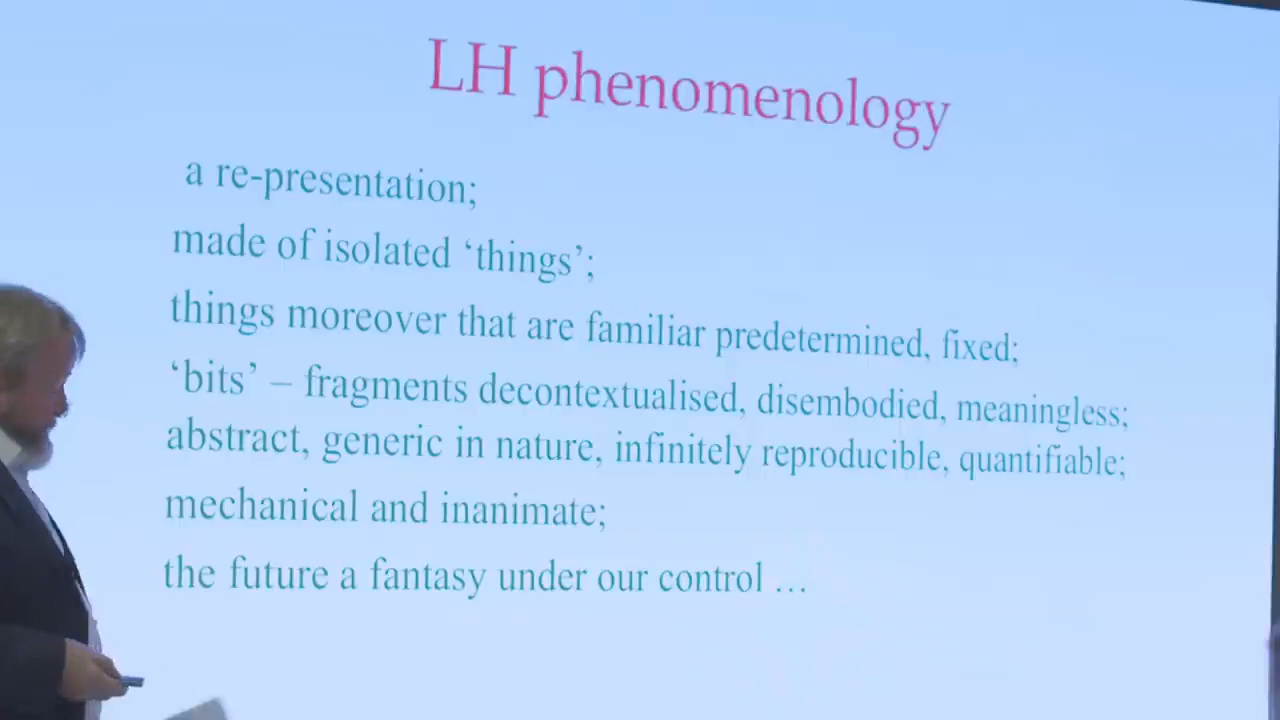 LH phenomenology
a re-presentation;
made of isolated ‘things’;
things moreover that are familiar predetermined, fixed;
‘bits’ – fragments decontextualised, disembodied, meaningless;
abstract, generic in nature, infinitely reproducible, quantifiable;
mechanical and inanimate;
the future a fantasy under our control …